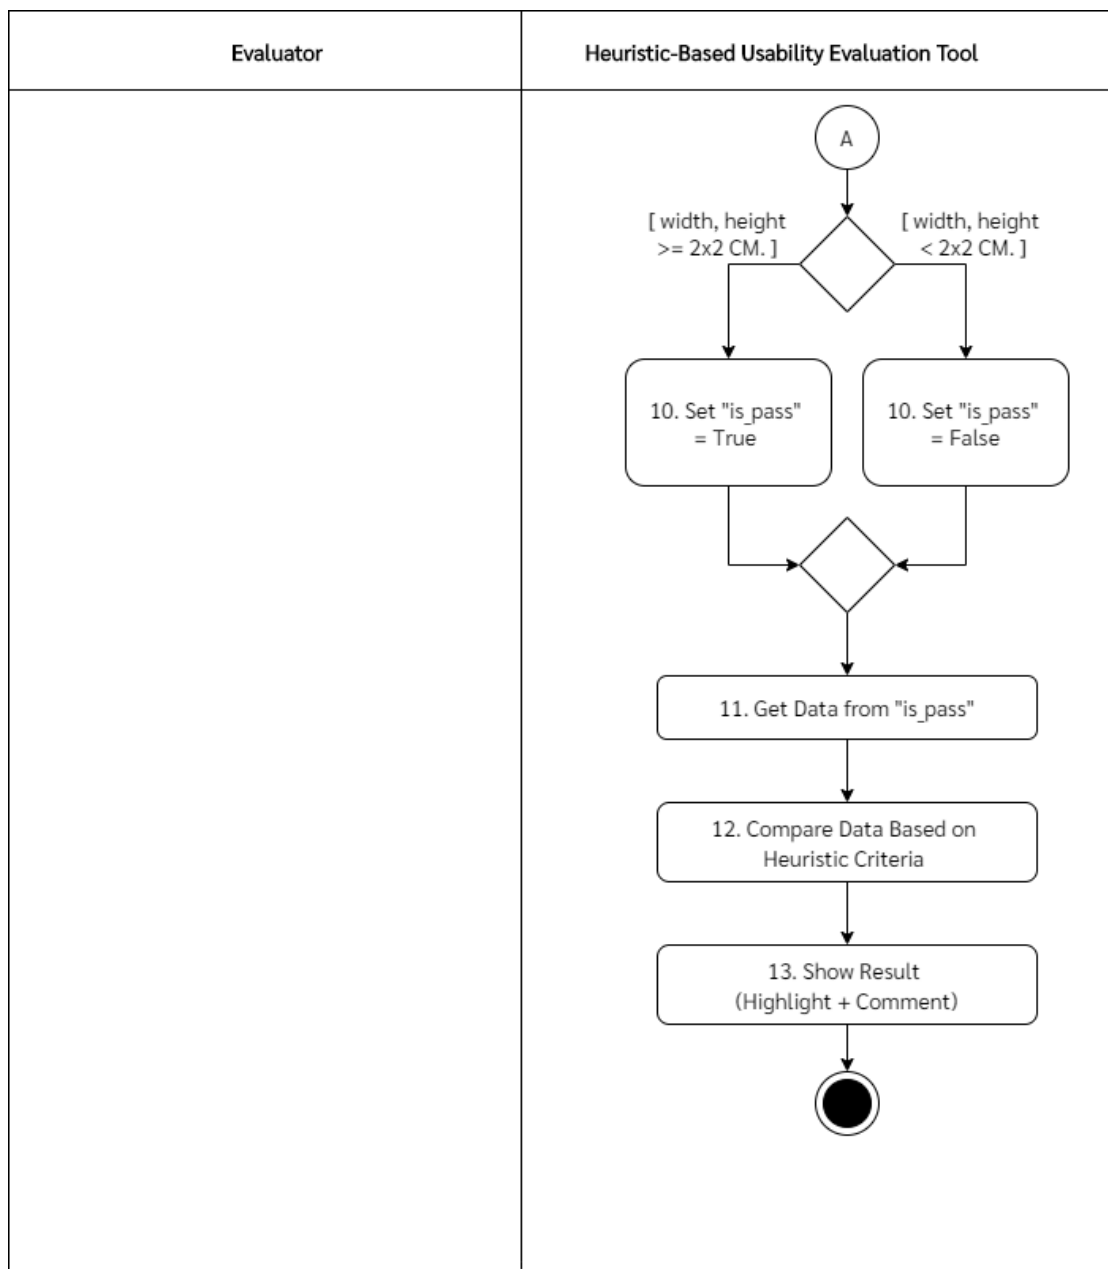 Evaluator
Heuristic-Based Usability Evaluation Tool
A
[ width, height
>= 2x2 CM. ]
[ width, height
< 2x2 CM. ]
10. Set "is_pass"
= True
10. Set "is_pass"
= False
11. Get Data from "is_pass"
12. Compare Data Based on
Heuristic Criteria
13. Show Result
(Highlight + Comment)